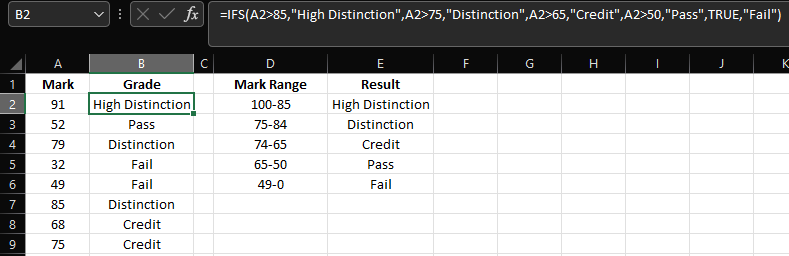 B2 fx =IFS(A2>85,"High Distinction",A2>75,"Distinction",A2>65,"Credit",A2>50,"Pass",TRUE,"Fail")
A B C D E F G H I J K
1 Mark Grade Mark Range Result
2 91 High Distinction 100-85 High Distinction
3 52 Pass 75-84 Distinction
4 79 Distinction 74-65 Credit
5 32 Fail 65-50 Pass
6 49 Fail 49-0 Fail
7 85 Distinction
8 68 Credit
9 75 Credit